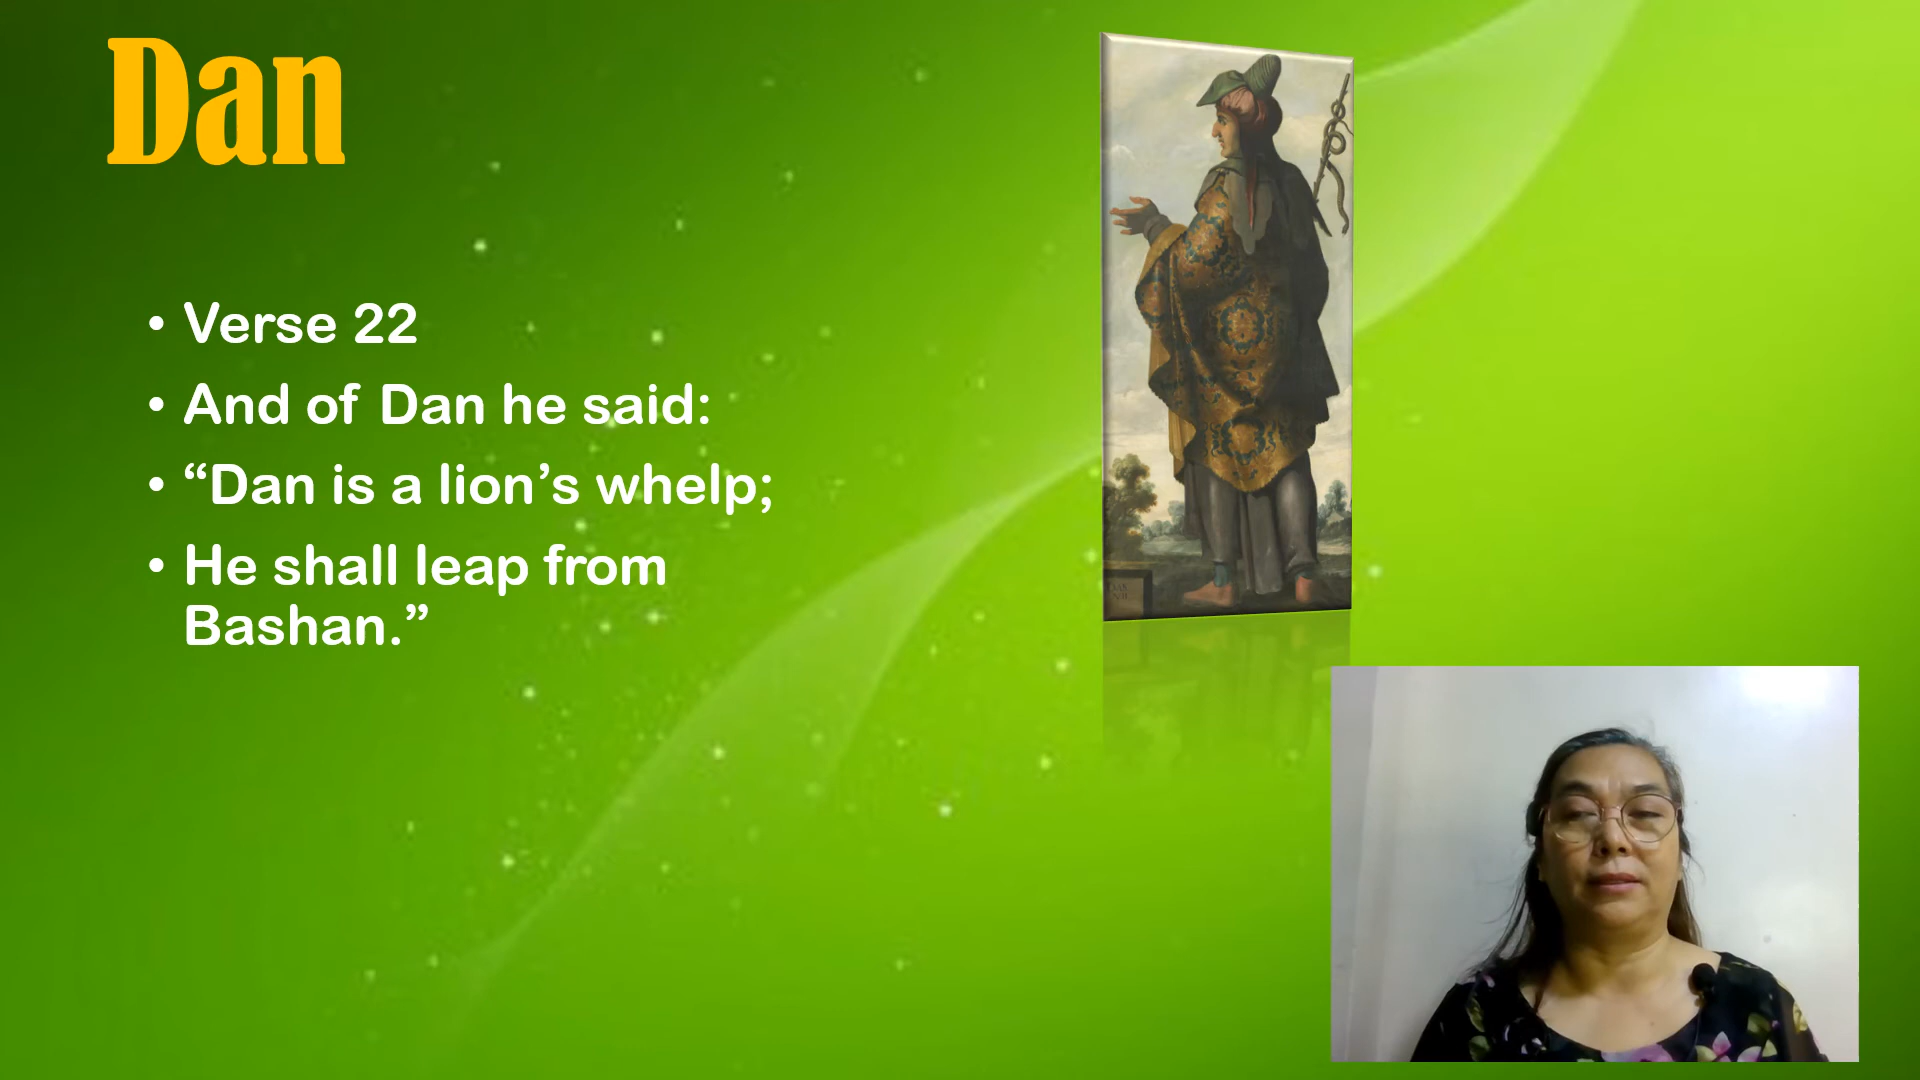 Dan
• Verse 22
• And of Dan he said:
• “Dan is a lion’s whelp;
• He shall leap from
Bashan.”